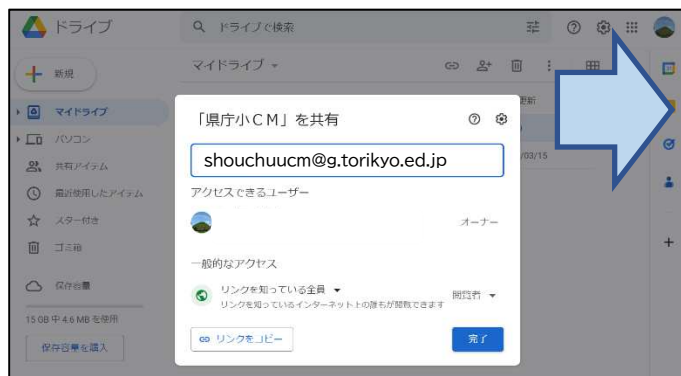 ドライブ
ドライブで検索
新規
マイドライブ
マイドライブ
パソコン
共有アイテム
最近使用したアイテム
スター付き
ゴミ箱
保存容量
15 GB 中 4.6 MB を使用
保存容量を購入
更新
/03/15
「県庁小ＣＭ」を共有
shouchuucm@g.torikyo.ed.jp
アクセスできるユーザー
オーナー
一般的なアクセス
リンクを知っている全員
リンクを知っているインターネット上の誰もが閲覧できます
閲覧者
リンクをコピー
完了